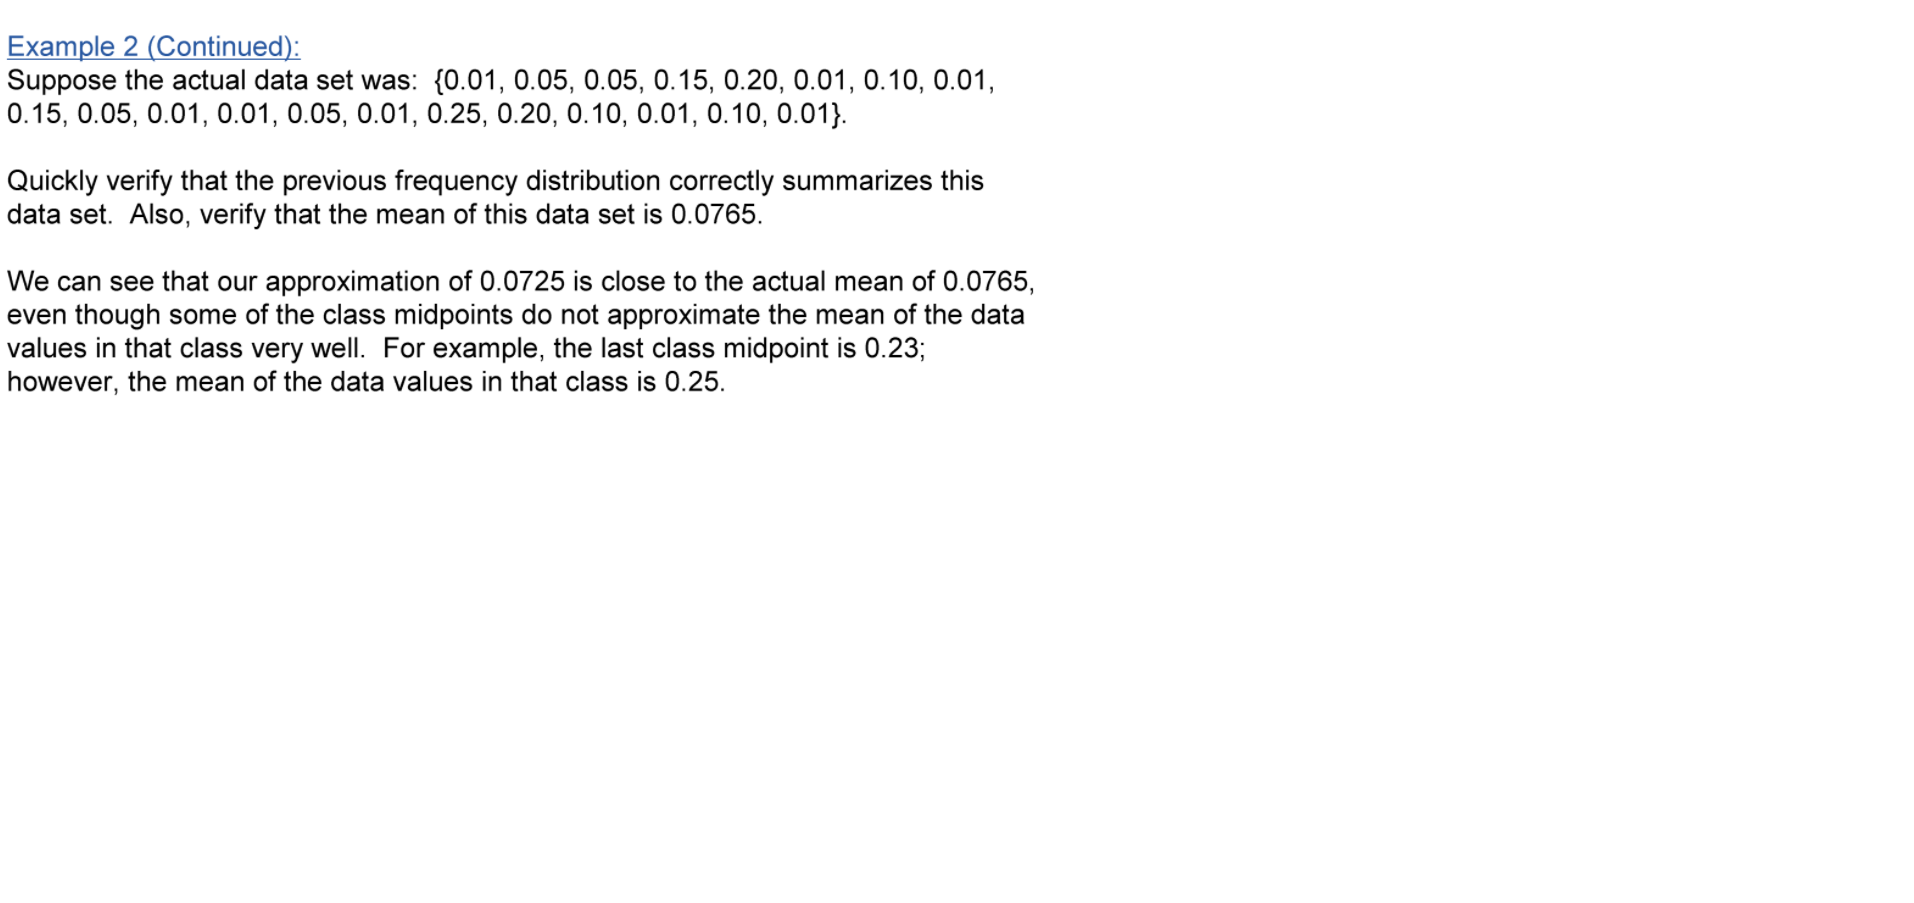 Example 2 (Continued):
Suppose the actual data set was:  {0.01, 0.05, 0.05, 0.15, 0.20, 0.01, 0.10, 0.01,
0.15, 0.05, 0.01, 0.01, 0.05, 0.01, 0.25, 0.20, 0.10, 0.01, 0.10, 0.01}.
Quickly verify that the previous frequency distribution correctly summarizes this
data set.  Also, verify that the mean of this data set is 0.0765.
We can see that our approximation of 0.0725 is close to the actual mean of 0.0765,
even though some of the class midpoints do not approximate the mean of the data
values in that class very well.  For example, the last class midpoint is 0.23;
however, the mean of the data values in that class is 0.25.